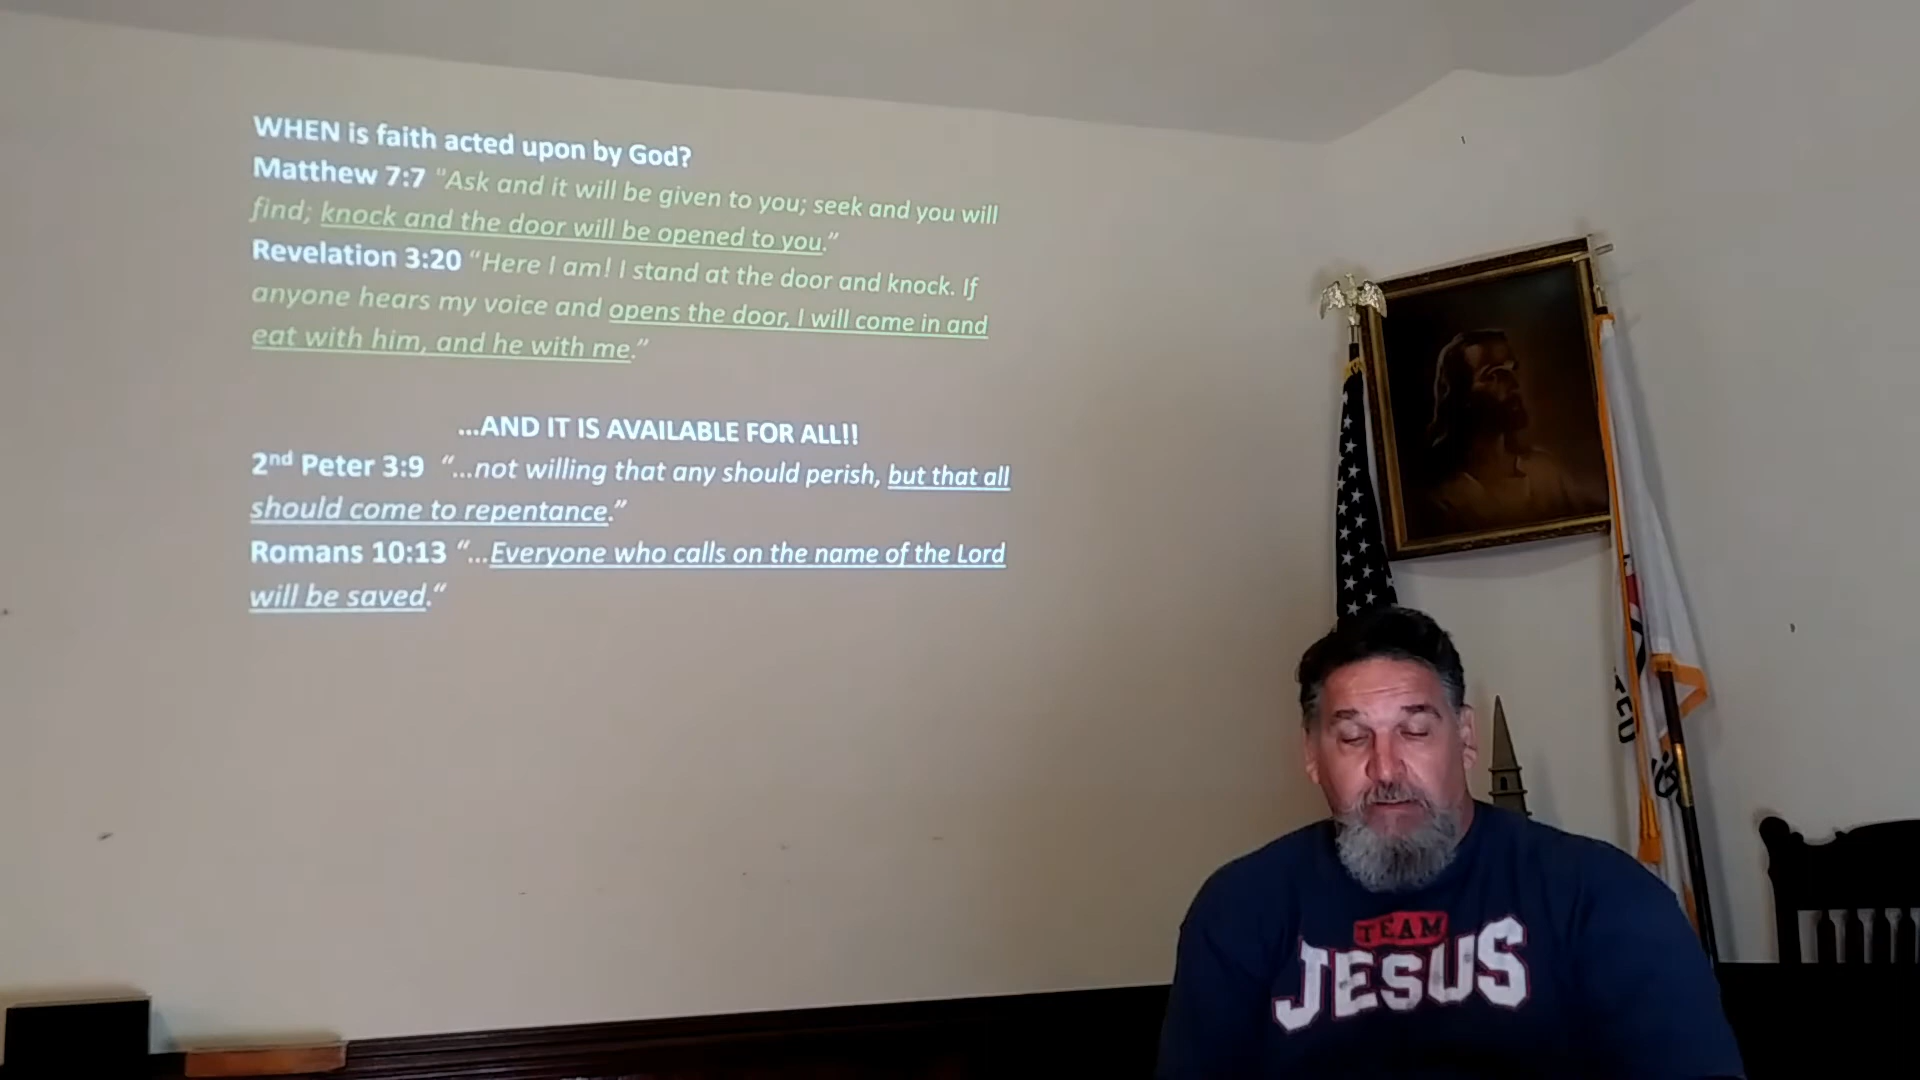 WHEN is faith acted upon by God?
Matthew 7:7 "Ask and it will be given to you; seek and you will
find; knock and the door will be opened to you.”
Revelation 3:20 “Here I am! I stand at the door and knock. If
anyone hears my voice and opens the door, I will come in and
eat with him, and he with me.”
...AND IT IS AVAILABLE FOR ALL!!
2nd Peter 3:9 “...not willing that any should perish, but that all
should come to repentance.”
Romans 10:13 “...Everyone who calls on the name of the Lord
will be saved.“
TEAM
JESUS